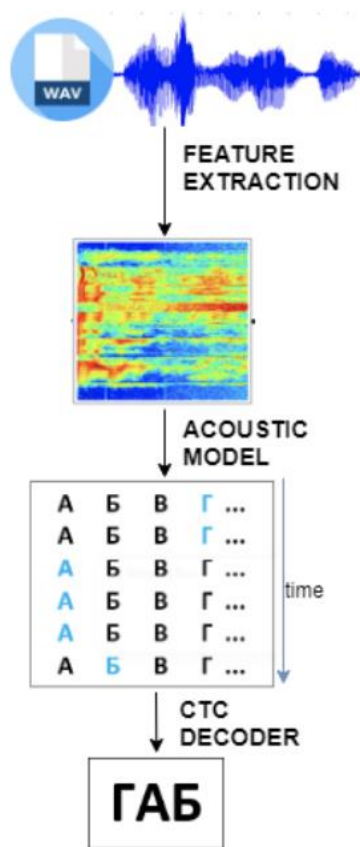 WAV
FEATURE
EXTRACTION
ACOUSTIC
MODEL
А Б В Г ...
А Б В Г ...
А Б В Г ...
А Б В Г ...
А Б В Г ...
А Б В Г ...
time
CTC
DECODER
ГАБ